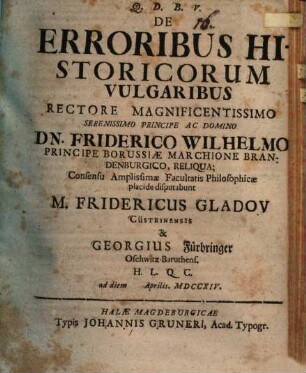 Q. D. B. V.
DE
ERRORIBUS HI-
STORICORUM
VULGARIBUS
RECTORE MAGNIFICENTISSIMO
SERENISSIMO PRINCIPE AC DOMINO
DN. FRIDERICO WILHELMO
PRINCIPE BORUSSIÆ MARCHIONE BRAN-
DENBURGICO, RELIQUA;
Consensu Amplissimæ Facultatis Philosophicæ
placide disputabunt
M. FRIDERICUS GLADOV
Cüstrinensis
&
GEORGIUS Fürbringer
Oschwitz-Baruthens.
H. L. Q. C.
ad diem Aprilis. MDCCXIV.
HALÆ MAGDEBURGICAE
Typis JOHANNIS GRUNERI, Acad. Typogr.